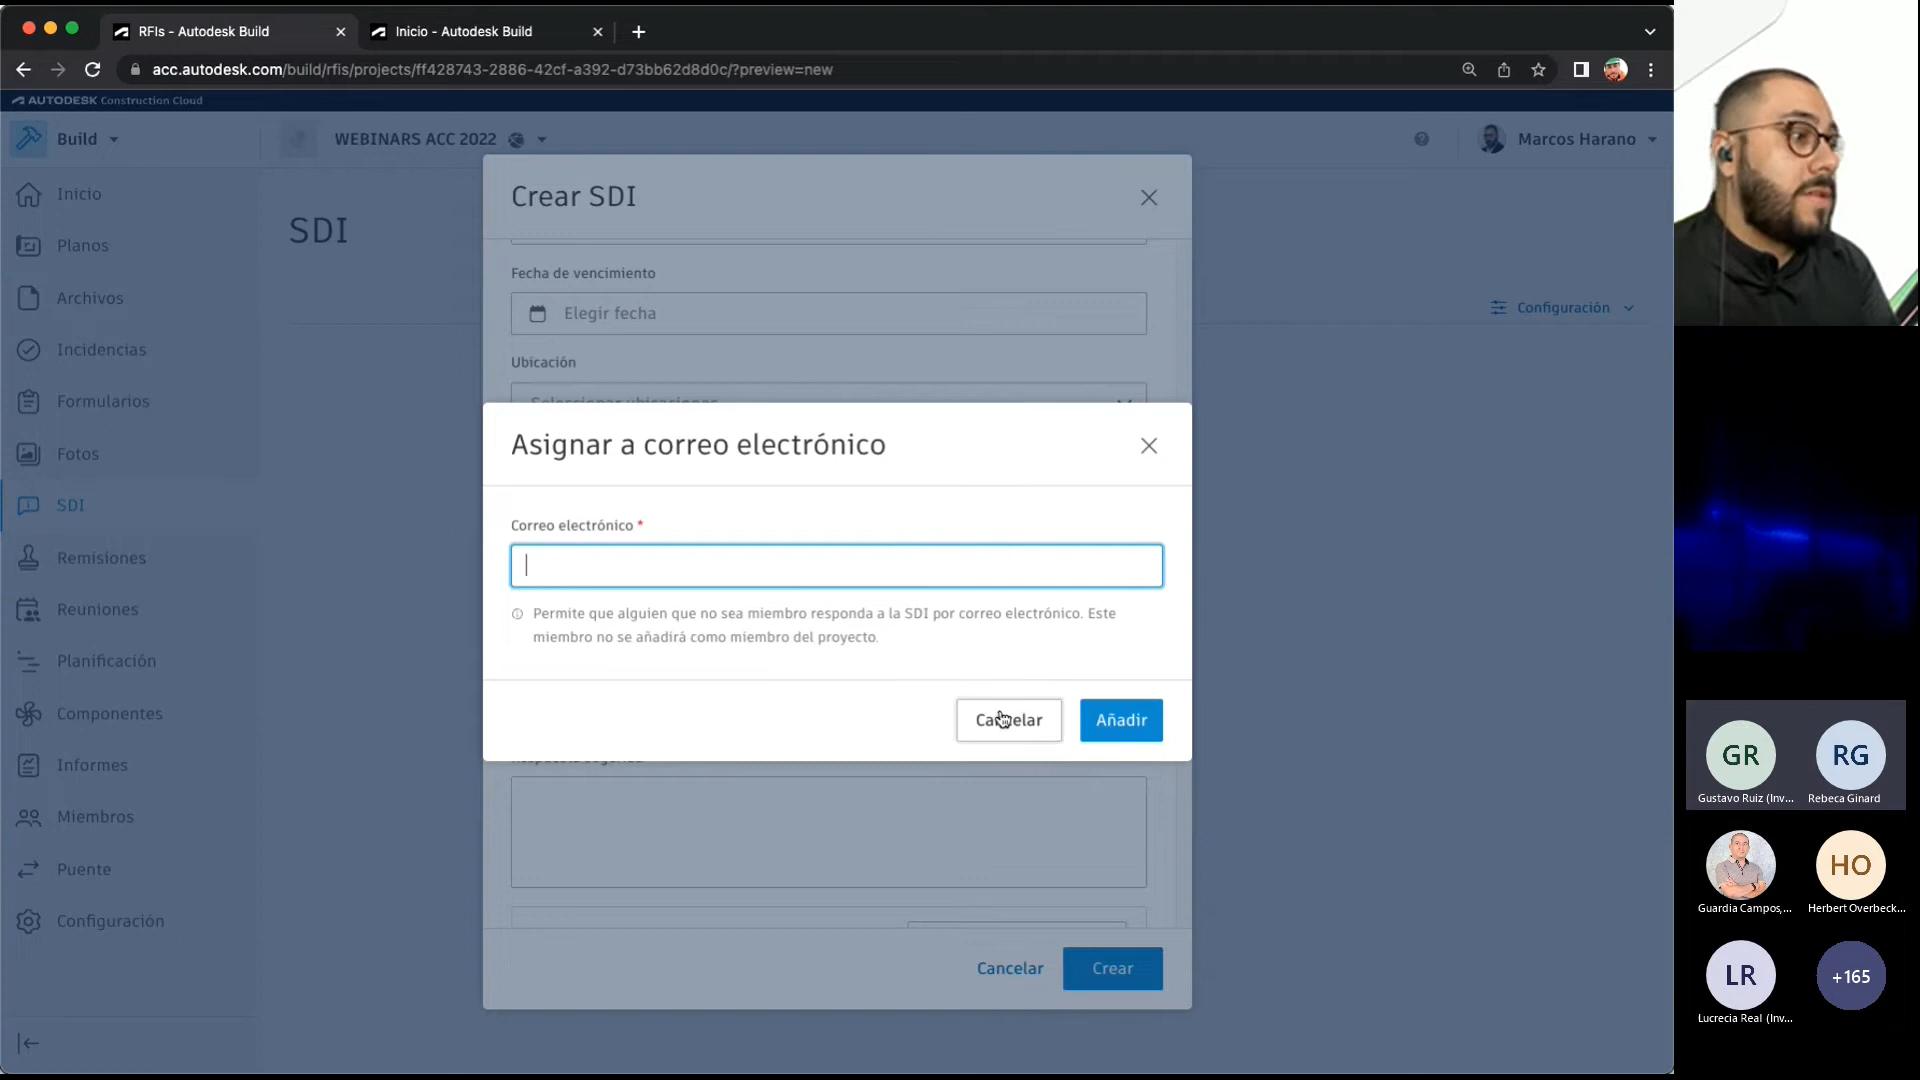 RFIs - Autodesk Build
Inicio - Autodesk Build
acc.autodesk.com/build/rfis/projects/ff428743-2886-42cf-a392-d73bb62d8d0c/?preview=new
AUTODESK Construction Cloud
Build
WEBINARS ACC 2022
Marcos Harano
Inicio
Planos
Archivos
Incidencias
Formularios
Fotos
SDI
Remisiones
Reuniones
Planificación
Componentes
Informes
Miembros
Puente
Configuración
SDI
Configuración
Crear SDI
Fecha de vencimiento
Elegir fecha
Ubicación
Seleccionar ubicaciones
Asignar a correo electrónico
Correo electrónico *
Permite que alguien que no sea miembro responda a la SDI por correo electrónico. Este
miembro no se añadirá como miembro del proyecto.
Cancelar
Añadir
Cancelar
Crear
GR
Gustavo Ruiz (Inv...
RG
Rebeca Ginard
Guardia Campos,...
HO
Herbert Overbeck...
LR
Lucrecia Real (Inv...
+165